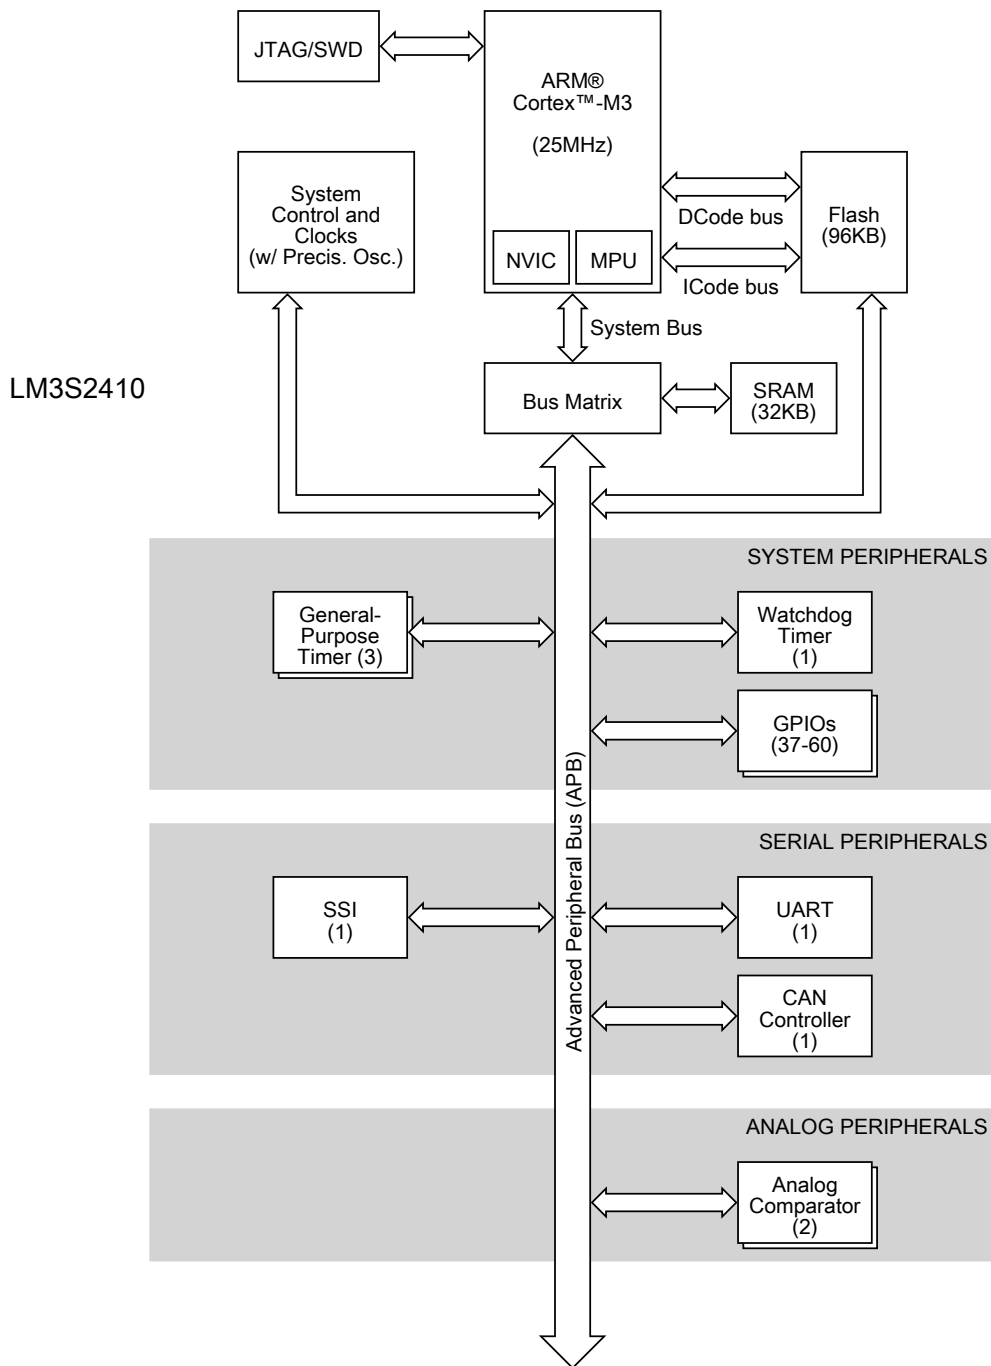 JTAG/SWD
ARM®
Cortex™-M3
(25MHz)
System
Control and
Clocks
(w/ Precis. Osc.)
DCode bus
Flash
(96KB)
NVIC
MPU
ICode bus
System Bus
LM3S2410
Bus Matrix
SRAM
(32KB)
SYSTEM PERIPHERALS
General-
Purpose
Timer (3)
Watchdog
Timer
(1)
GPIOs
(37-60)
Advanced Peripheral Bus (APB)
SERIAL PERIPHERALS
SSI
(1)
UART
(1)
CAN
Controller
(1)
ANALOG PERIPHERALS
Analog
Comparator
(2)